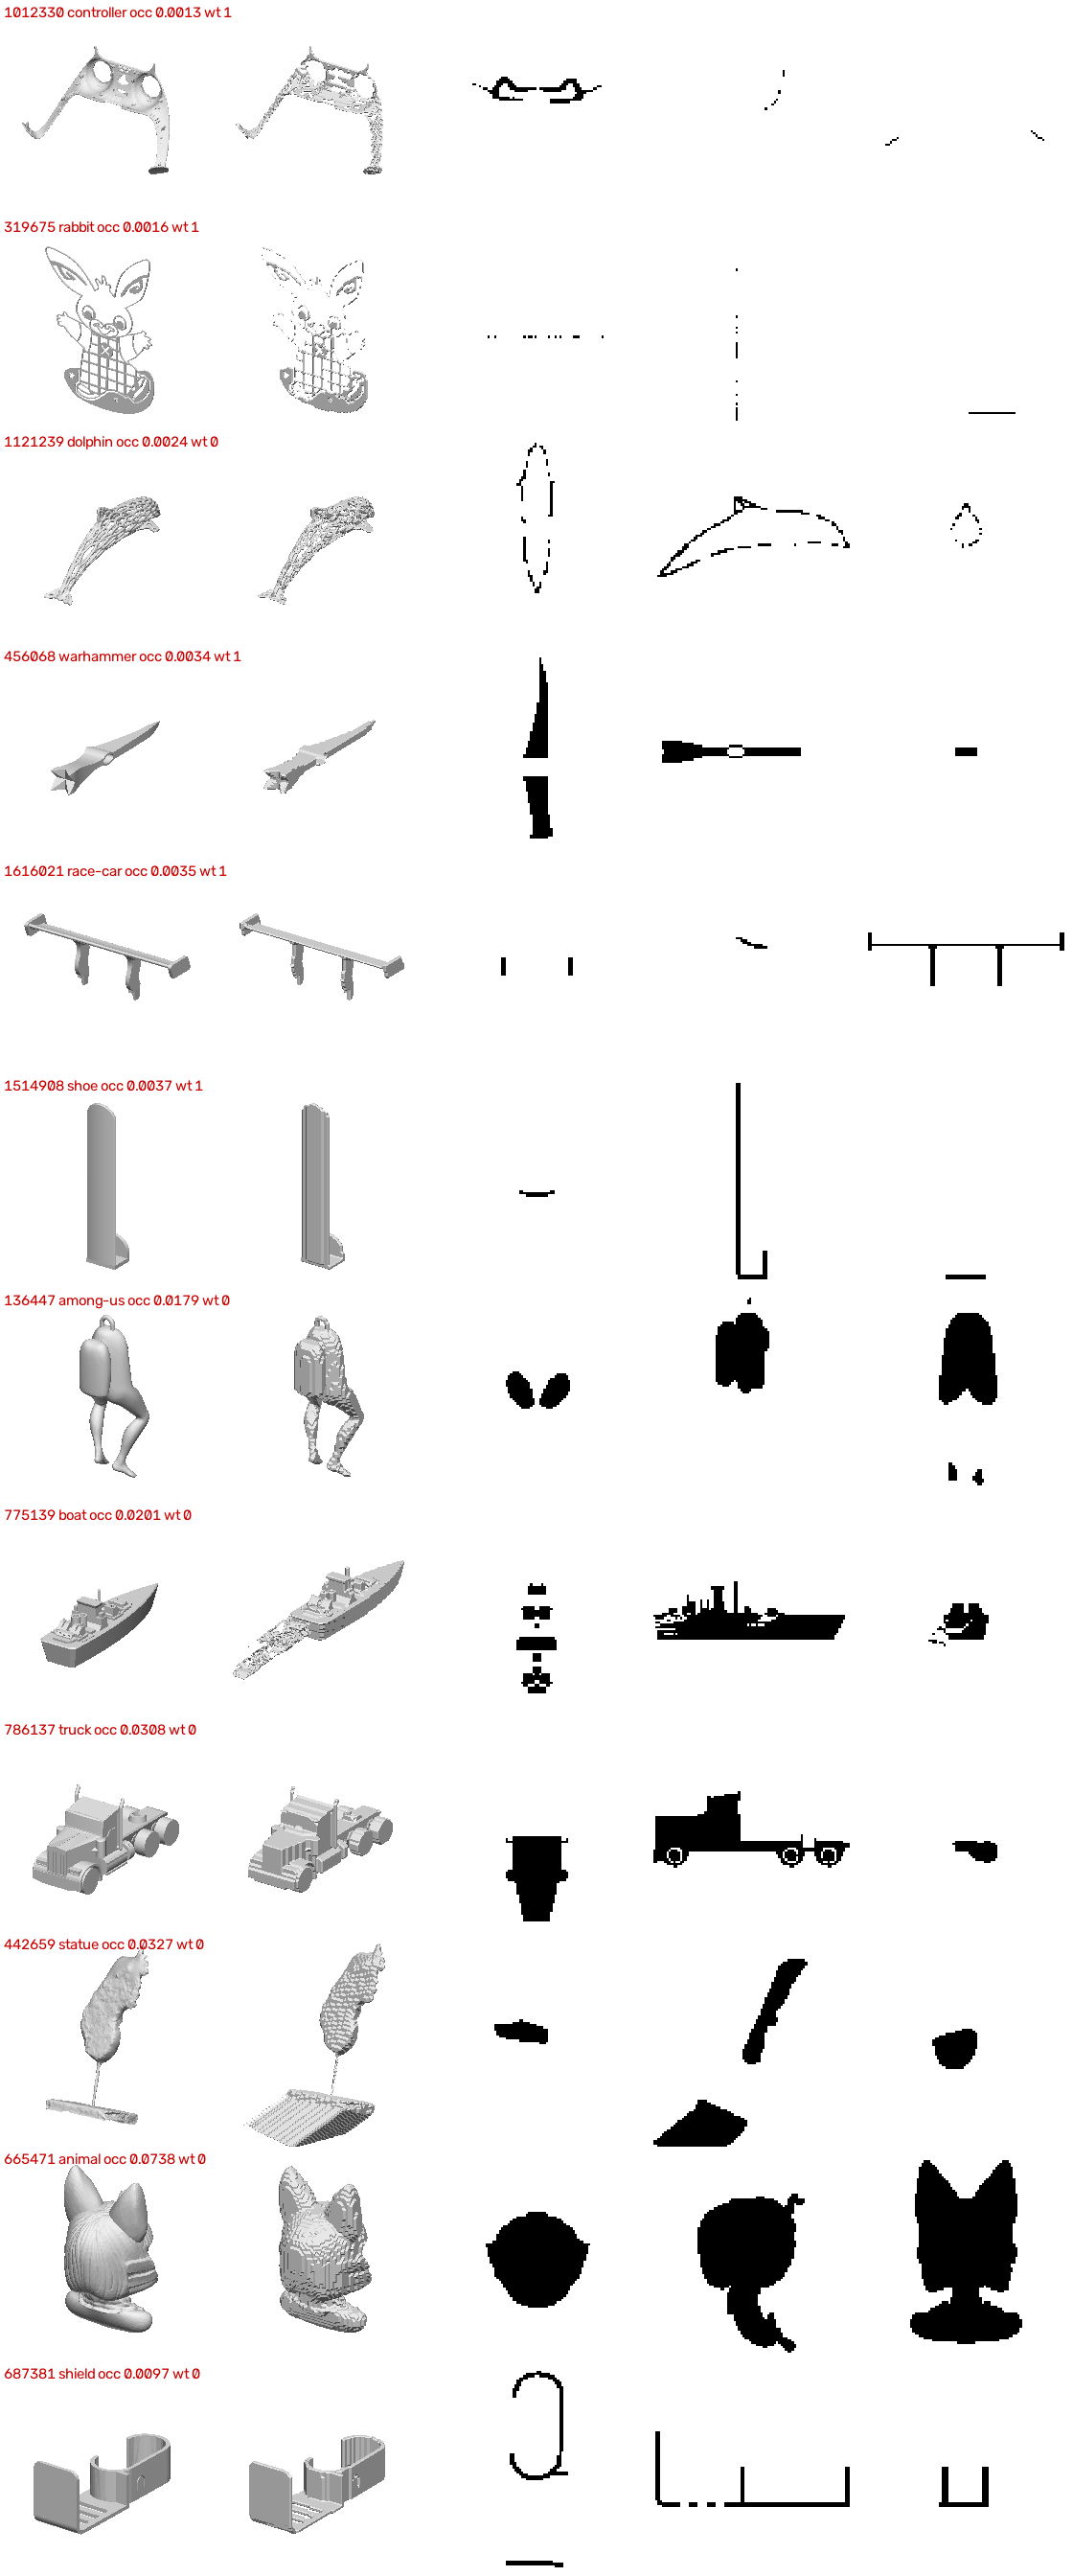 1012330 controller occ 0.0013 wt 1
319675 rabbit occ 0.0016 wt 1
1121239 dolphin occ 0.0024 wt 0
456068 warhammer occ 0.0034 wt 1
1616021 race-car occ 0.0035 wt 1
1514908 shoe occ 0.0037 wt 1
136447 among-us occ 0.0179 wt 0
775139 boat occ 0.0201 wt 0
786137 truck occ 0.0308 wt 0
442659 statue occ 0.0327 wt 0
665471 animal occ 0.0738 wt 0
687381 shield occ 0.0097 wt 0